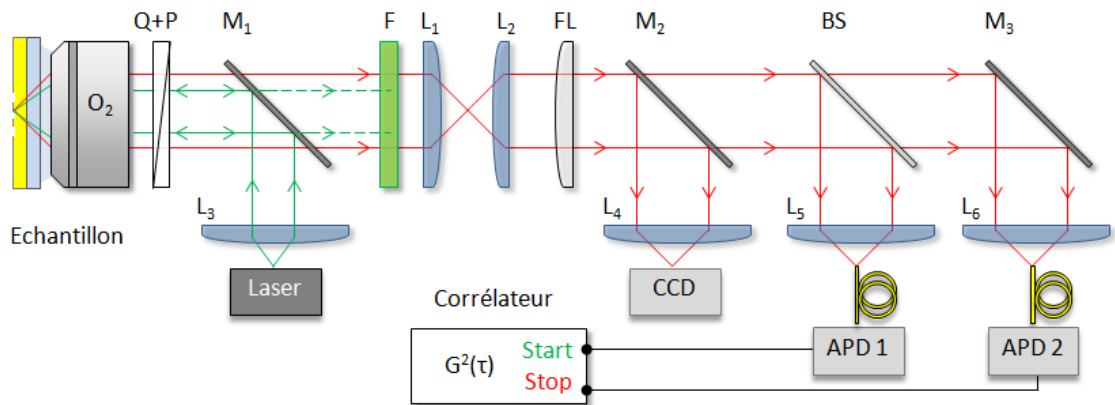 Q+P M₁ F L₁ L₂ FL M₂ BS M₃
O₂
L₃ L₄ L₅ L₆
Echantillon
Laser CCD
Corrélateur
APD 1 APD 2
G²(τ) Start
Stop